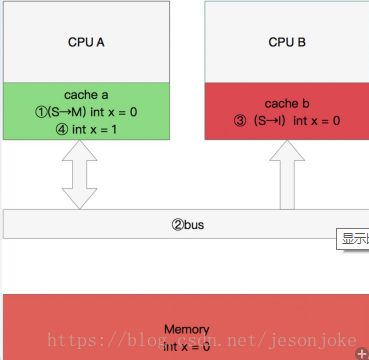 CPU A
CPU B
cache a
①(S→M) int x = 0
④ int x = 1
cache b
③ (S→I) int x = 0
②bus
显示
Memory
int x = 0
https://blog.csdn.net/jesonjoke